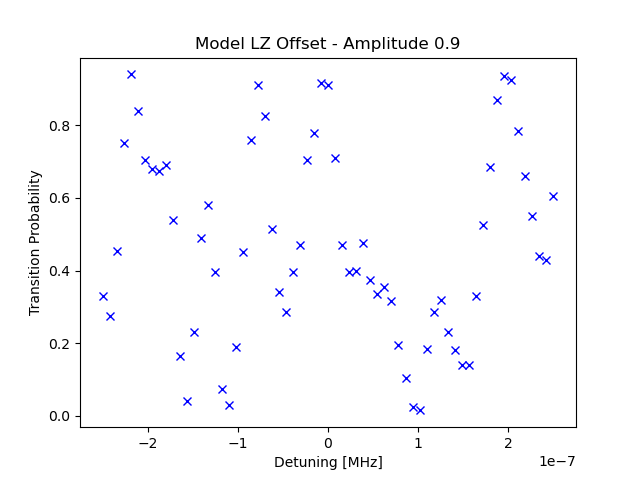 Model LZ Offset - Amplitude 0.9
Transition Probability
0.8
0.6
0.4
0.2
0.0
−2
−1
0
1
2
1e−7
Detuning [MHz]